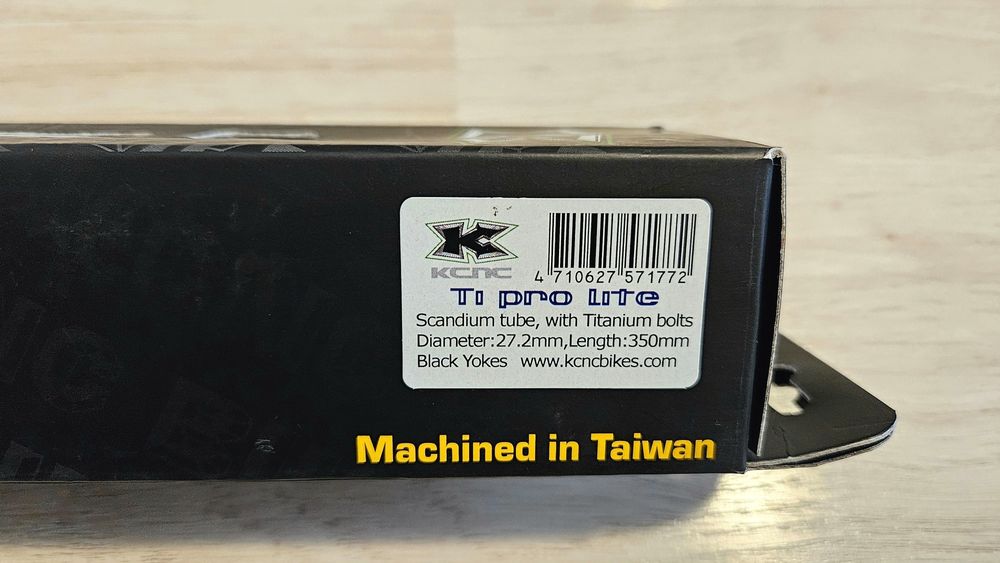 KCNC
4 710627 571772
Ti pro lite
Scandium tube, with Titanium bolts
Diameter:27.2mm,Length:350mm
Black Yokes www.kcncbikes.com
Machined in Taiwan